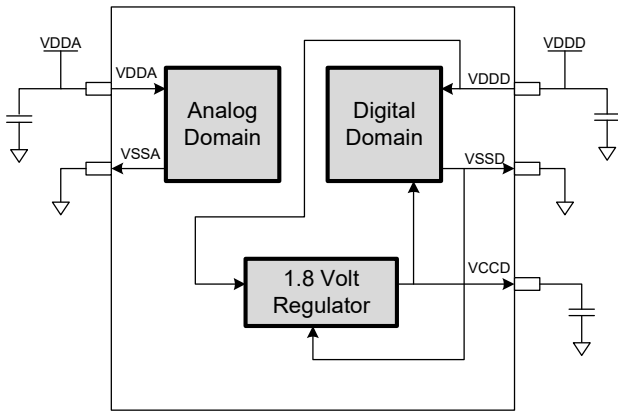 VDDA
VDDD
VDDA
Analog
Domain
Digital
Domain
VDDD
VSSA
VSSD
1.8 Volt
Regulator
VCCD